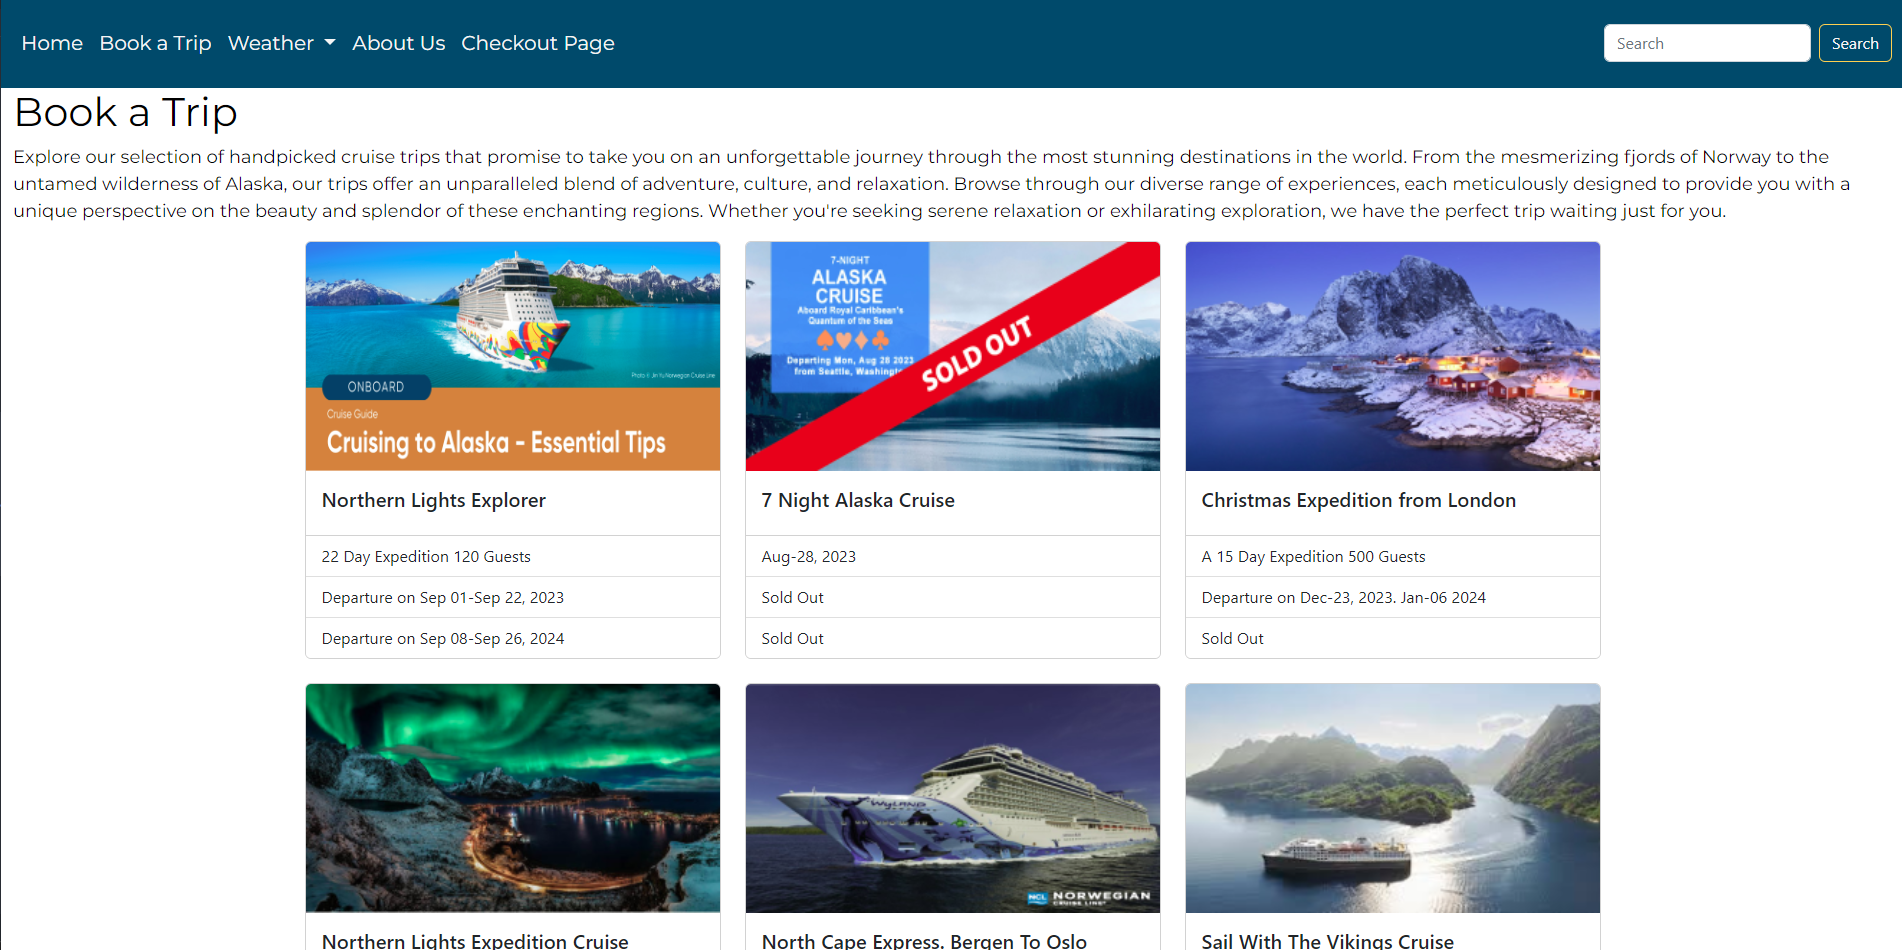 Home Book a Trip Weather About Us Checkout Page Search Search
Book a Trip
Explore our selection of handpicked cruise trips that promise to take you on an unforgettable journey through the most stunning destinations in the world. From the mesmerizing fjords of Norway to the
untamed wilderness of Alaska, our trips offer an unparalleled blend of adventure, culture, and relaxation. Browse through our diverse range of experiences, each meticulously designed to provide you with a
unique perspective on the beauty and splendor of these enchanting regions. Whether you're seeking serene relaxation or exhilarating exploration, we have the perfect trip waiting just for you.
Photo © Jin Yu/Norwegian Cruise Line
ONBOARD
Cruise Guide
Cruising to Alaska - Essential Tips
Northern Lights Explorer
22 Day Expedition 120 Guests
Departure on Sep 01-Sep 22, 2023
Departure on Sep 08-Sep 26, 2024
7-NIGHT
ALASKA
CRUISE
Aboard Royal Caribbean's
Quantum of the Seas
Departing Mon, Aug 28 2023
from Seattle, Washingt
SOLD OUT
7 Night Alaska Cruise
Aug-28, 2023
Sold Out
Sold Out
Christmas Expedition from London
A 15 Day Expedition 500 Guests
Departure on Dec-23, 2023. Jan-06 2024
Sold Out
Northern Lights Expedition Cruise
WYLAND
NCL NORWEGIAN
CRUISE LINE
North Cape Express. Bergen To Oslo
Sail With The Vikings Cruise